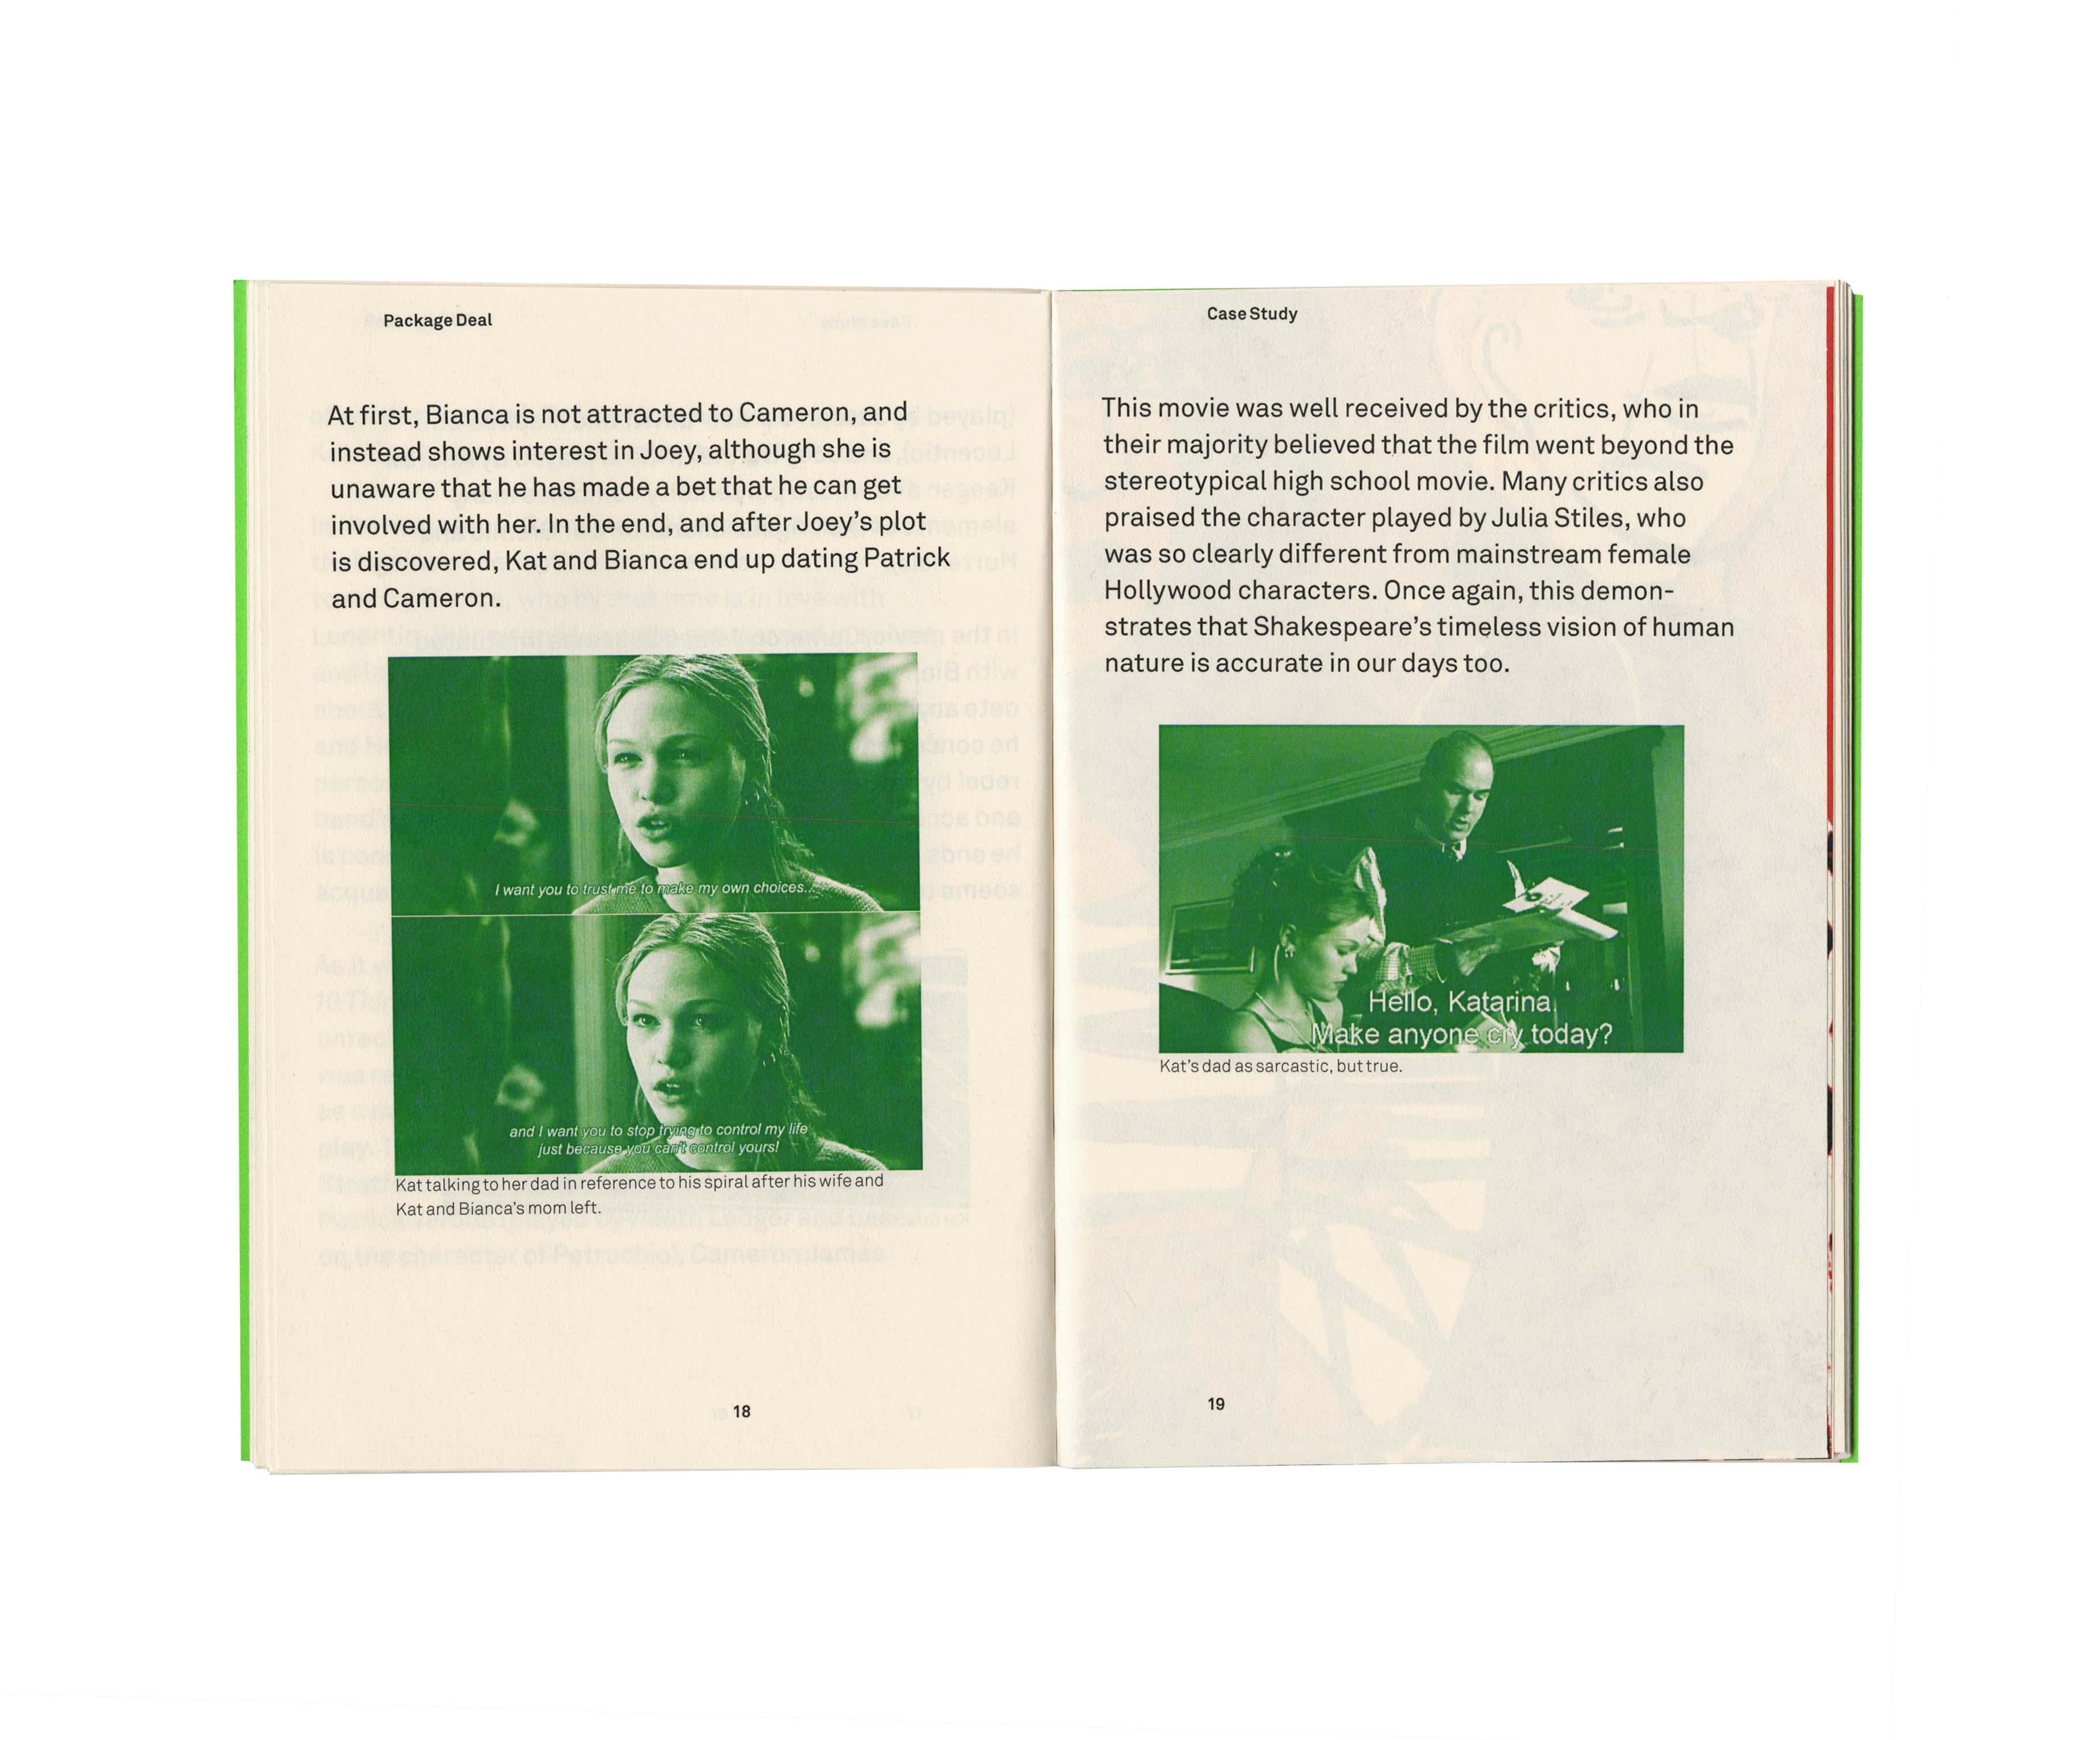 Package Deal
At first, Bianca is not attracted to Cameron, and
instead shows interest in Joey, although she is
unaware that he has made a bet that he can get
involved with her. In the end, and after Joey's plot
is discovered, Kat and Bianca end up dating Patrick
and Cameron.
I want you to trust me to make my own choices...
and I want you to stop trying to control my life
just because you can't control yours!
Kat talking to her dad in reference to his spiral after his wife and
Kat and Bianca's mom left.
18
Case Study
This movie was well received by the critics, who in
their majority believed that the film went beyond the
stereotypical high school movie. Many critics also
praised the character played by Julia Stiles, who
was so clearly different from mainstream female
Hollywood characters. Once again, this demon-
strates that Shakespeare's timeless vision of human
nature is accurate in our days too.
Hello, Katarina.
Make anyone cry today?
Kat's dad as sarcastic, but true.
19